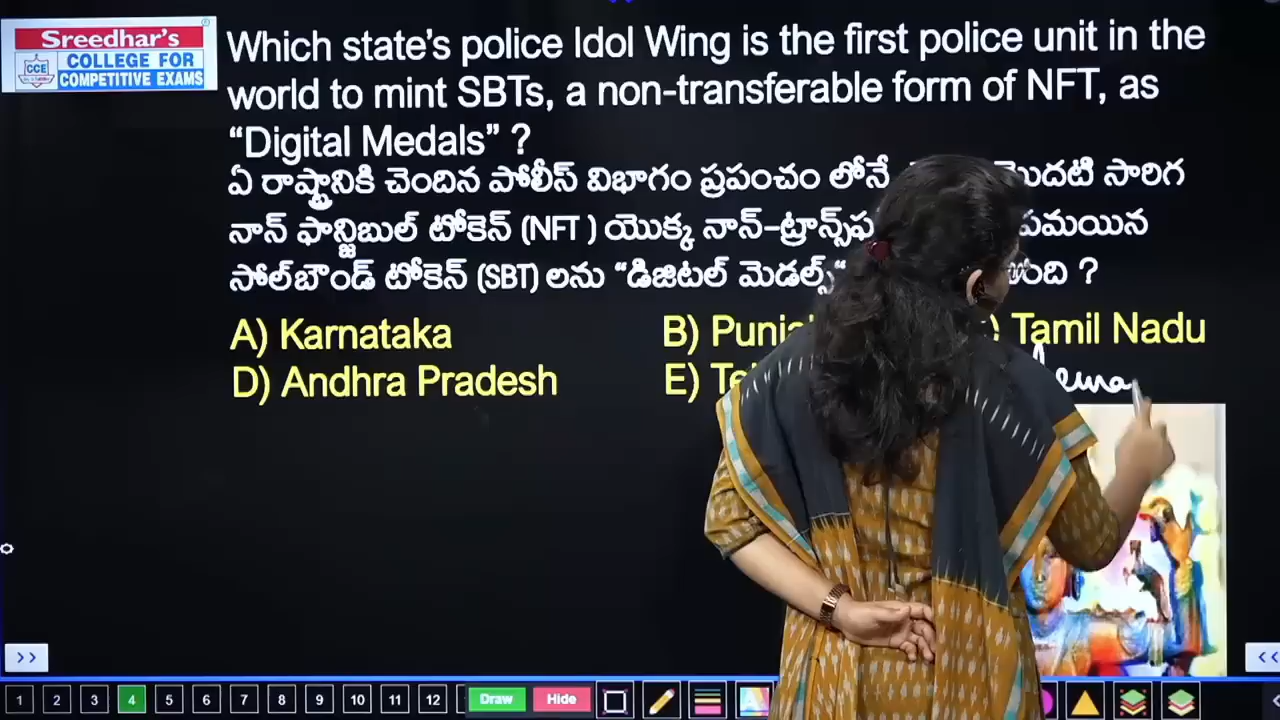 Sreedhar's
CCE
COLLEGE FOR
COMPETITIVE EXAMS
Which state's police Idol Wing is the first police unit in the
world to mint SBTs, a non-transferable form of NFT, as
“Digital Medals” ?
ఏ రాష్ట్రానికి చెందిన పోలీస్ విభాగం ప్రపంచం లోనే మొదటి సారిగ
నాన్ ఫాన్జిబుల్ టోకెన్ (NFT ) యొక్క నాన్-ట్రాన్స్ఫ
సోల్‌బౌండ్ టోకెన్ (SBT) లను “డిజిటల్ మెడల్స్“ ?
A) Karnataka B) Tamil Nadu
D) Andhra Pradesh E)
>>
<<
1 2 3 4 5 6 7 8 9 10 11 12 Draw Hide